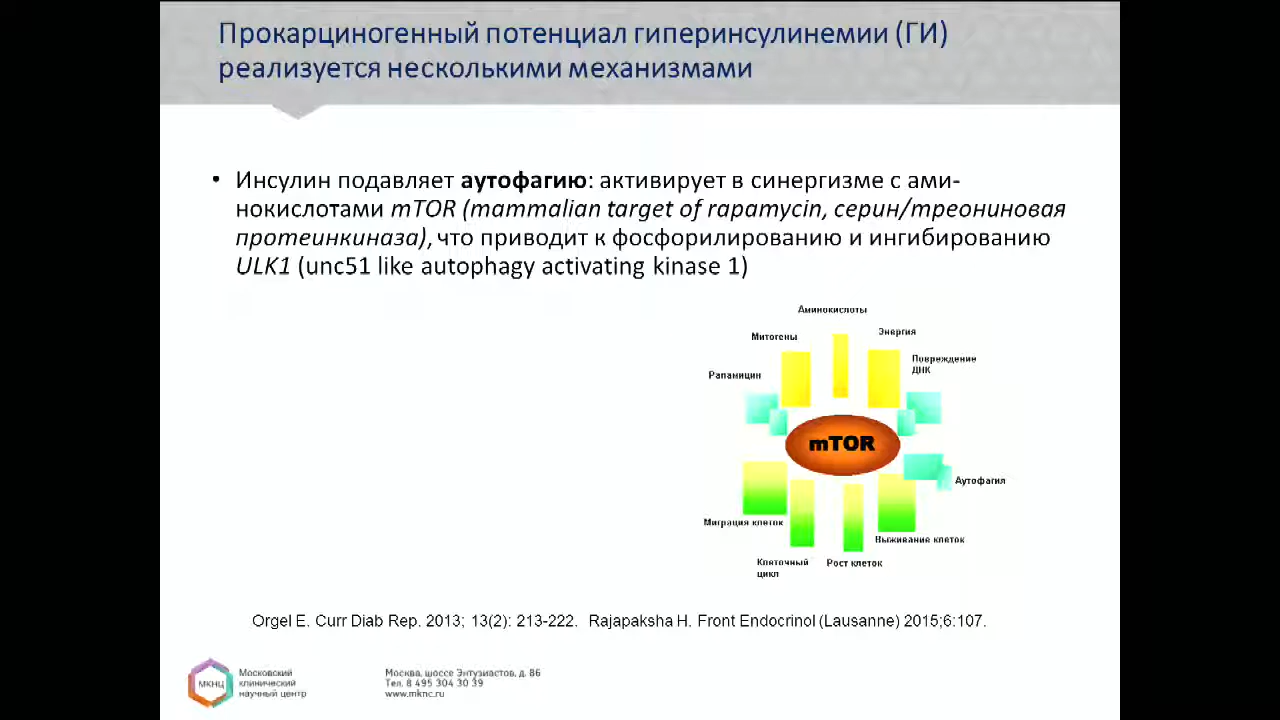 Прокарциногенный потенциал гиперинсулинемии (ГИ)
реализуется несколькими механизмами
• Инсулин подавляет аутофагию: активирует в синергизме с ами-
нокислотами mTOR (mammalian target of rapamycin, серин/треониновая
протеинкиназа), что приводит к фосфорилированию и ингибированию
ULK1 (unc51 like autophagy activating kinase 1)
Аминокислоты
Митогены
Энергия
Повреждение
ДНК
Рапамицин
mTOR
Аутофагия
Миграция клеток
Выживание клеток
Клеточный
цикл
Рост клеток
Orgel E. Curr Diab Rep. 2013; 13(2): 213-222. Rajapaksha H. Front Endocrinol (Lausanne) 2015;6:107.
МКНЦ
Московский
клинический
научный центр
Москва, шоссе Энтузиастов, д. 86
Тел. 8 495 304 30 39
www.mknc.ru